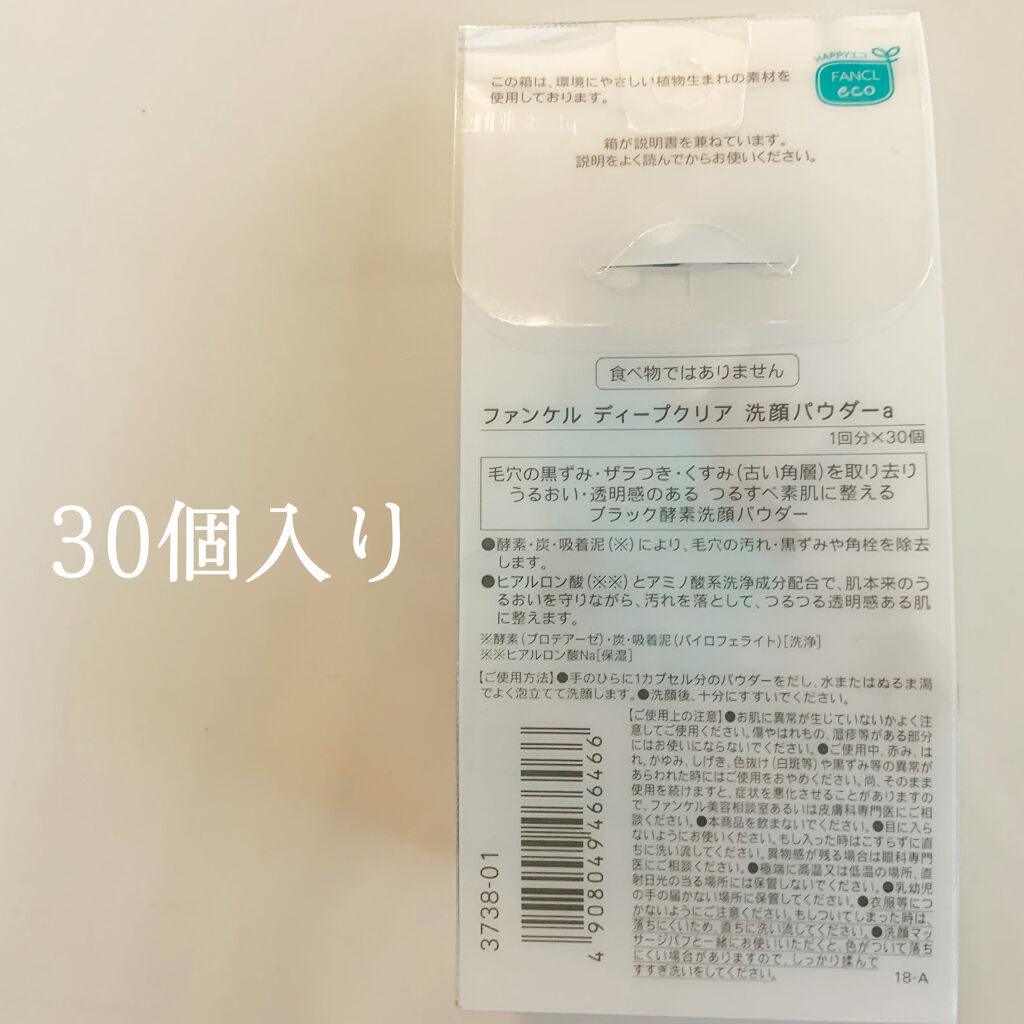 HAPPYエコ
FANCL
eco
この箱は、環境にやさしい植物生まれの素材を
使用しております。
箱が説明書を兼ねています。
説明をよく読んでからお使いください。
食べ物ではありません
ファンケル ディープクリア 洗顔パウダーa
1回分×30個
毛穴の黒ずみ・ザラつき・くすみ(古い角層)を取り去り
うるおい・透明感のある つるすべ素肌に整える
ブラック酵素洗顔パウダー
●酵素・炭・吸着泥(※)により、毛穴の汚れ・黒ずみや角栓を除去
します。
●ヒアルロン酸(※※)とアミノ酸系洗浄成分配合で、肌本来のう
るおいを守りながら、汚れを落として、つるつる透明感ある肌
に整えます。
※酵素(プロテアーゼ)・炭・吸着泥(パイロフェライト)[洗浄]
※※ヒアルロン酸Na[保湿]
【ご使用方法】●手のひらに1カプセル分のパウダーをだし、水またはぬるま湯
でよく泡立てて洗顔します。●洗顔後、十分にすすいでください。
【ご使用上の注意】●お肌に異常が生じていないかよく注
意してご使用ください。傷やはれもの、湿疹等がある部分
にはお使いにならないでください。●ご使用中、赤み、は
れ、かゆみ、しげき、色抜け(白斑等)や黒ずみ等の異常が
あらわれた時にはご使用をおやめください。尚、そのまま
使用を続けますと、症状を悪化させることがありますの
で、ファンケル美容相談室あるいは皮膚科専門医にご相
談ください。●本商品を飲まないでください。●目に入ら
ないようにお使いください。もし入った時はこすらずに直
ちに洗い流してください。異物感が残る場合は眼科専門
医にご相談ください。●極端に高温又は低温の場所、直
射日光の当る場所には保管しないでください。●乳幼児
の手の届かない場所に保管してください。●衣服等につ
かないようにご注意ください。もしついてしまった時は、
落ちにくいため、直ちに洗い流してください。●洗顔マッ
サージパフと一緒にお使いいただくと、色がついて落ち
にくい場合がありますので、しっかり揉んで
すすぎ洗いをしてください。
18-A
3738-01
4 908049 466466
30個入り